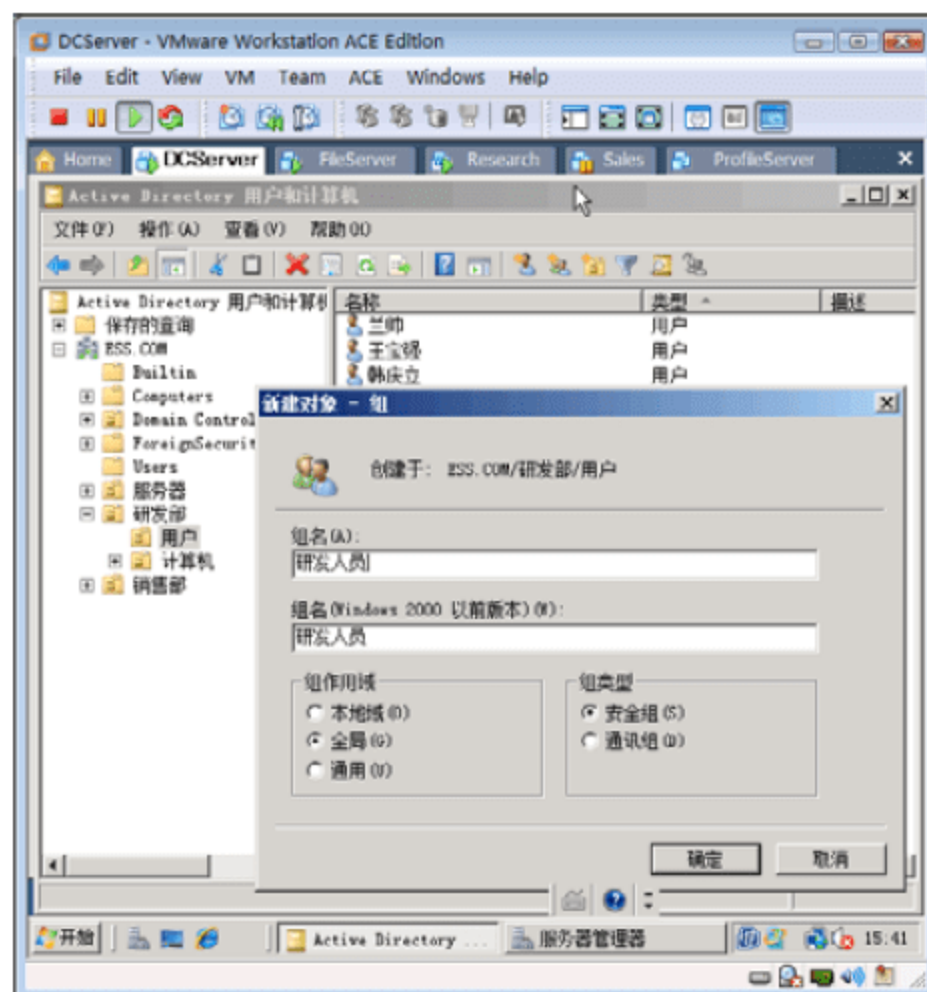 DCServer - VMware Workstation ACE Edition
File Edit View VM Team ACE Windows Help
Home DCServer FileServer Research Sales ProfileServer
Active Directory 用户和计算机
文件(F) 操作(A) 查看(V) 帮助(H)
Active Directory 用户和计算机 名称 类型 描述
保存的查询 兰帅 用户
ESS.COM 王宝 用户
Builtin 韩庆立 用户
Computers
Domain Control
ForeignSecurit
Users
服务器
研发部
用户
计算机
销售部
新建对象 - 组
创建于: ESS.COM/研发部/用户
组名(A):
研发人员
组名(Windows 2000 以前版本)(W):
研发人员
组作用域 组类型
本地域(O) 安全组(S)
全局(G) 通讯组(D)
通用(U)
确定 取消
开始 Active Directory ... 服务器管理器 15:41